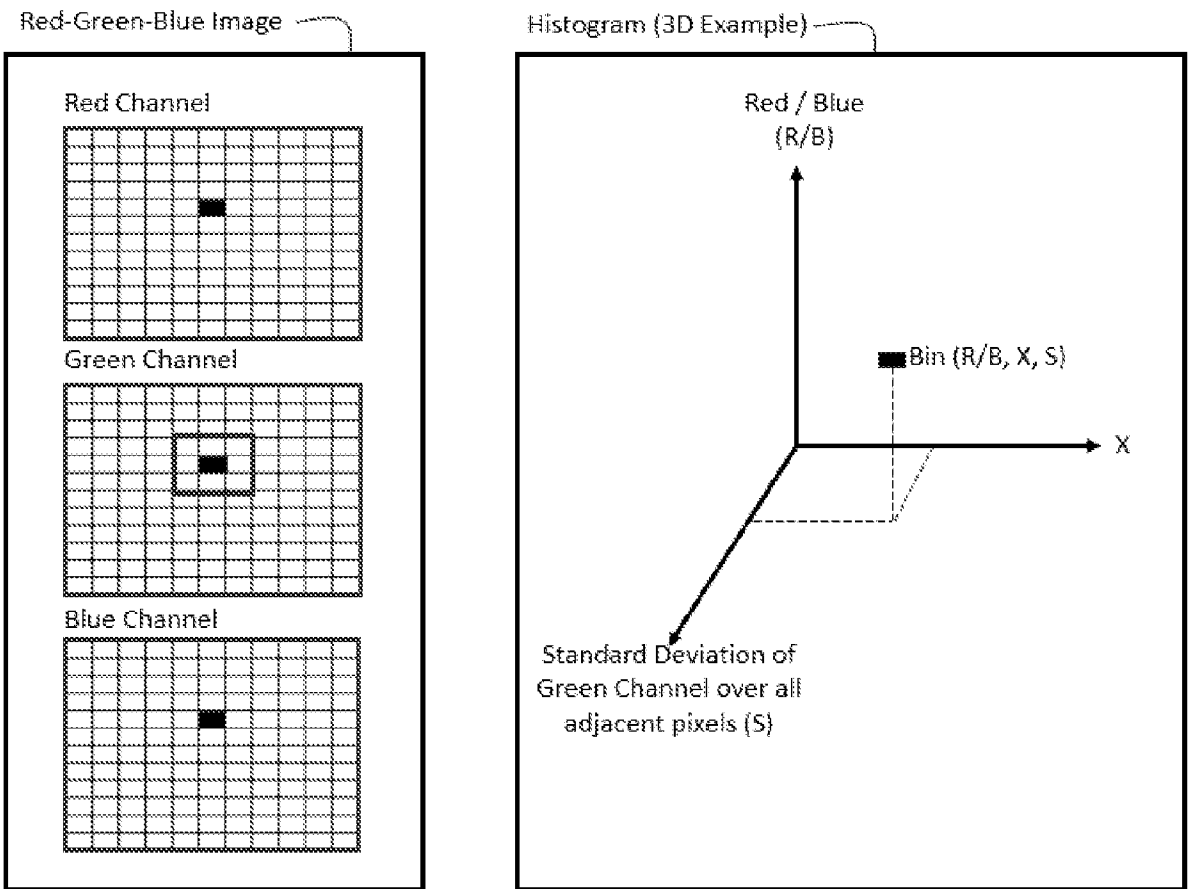 Red-Green-Blue Image
Red Channel
Green Channel
Blue Channel
Histogram (3D Example)
Red / Blue
(R/B)
Bin (R/B, X, S)
X
Standard Deviation of
Green Channel over all
adjacent pixels (S)